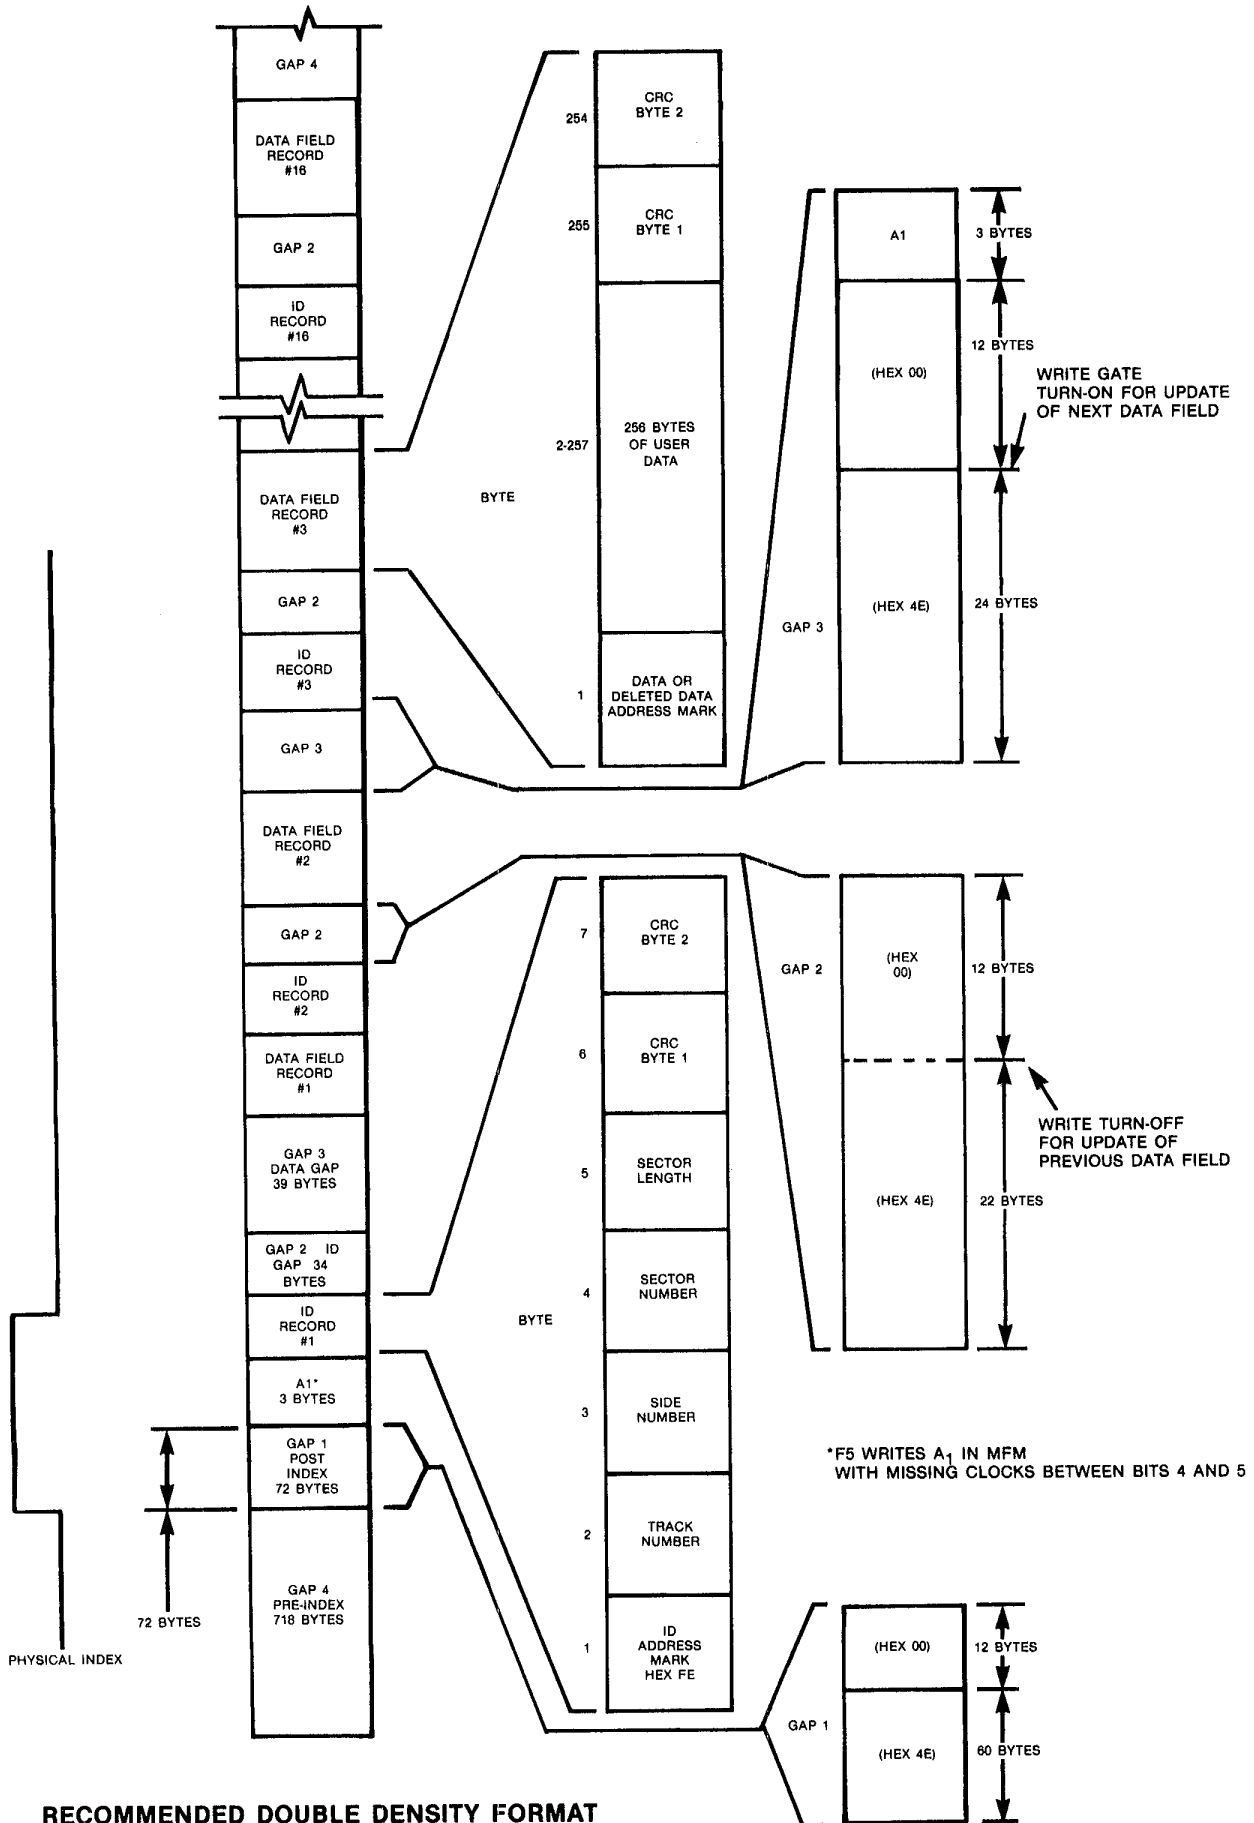 GAP 4
DATA FIELD
RECORD
#16
GAP 2
ID
RECORD
#16
DATA FIELD
RECORD
#3
GAP 2
ID
RECORD
#3
GAP 3
DATA FIELD
RECORD
#2
GAP 2
ID
RECORD
#2
DATA FIELD
RECORD
#1
GAP 3
DATA GAP
39 BYTES
GAP 2 ID
GAP 34
BYTES
ID
RECORD
#1
A1*
3 BYTES
GAP 1
POST
INDEX
72 BYTES
GAP 4
PRE-INDEX
718 BYTES
72 BYTES
PHYSICAL INDEX
254
CRC
BYTE 2
255
CRC
BYTE 1
2-257
256 BYTES
OF USER
DATA
BYTE
1
DATA OR
DELETED DATA
ADDRESS MARK
7
CRC
BYTE 2
6
CRC
BYTE 1
5
SECTOR
LENGTH
4
SECTOR
NUMBER
BYTE
3
SIDE
NUMBER
2
TRACK
NUMBER
1
ID
ADDRESS
MARK
HEX FE
A1
3 BYTES
(HEX 00)
12 BYTES
WRITE GATE
TURN-ON FOR UPDATE
OF NEXT DATA FIELD
GAP 3
(HEX 4E)
24 BYTES
GAP 2
(HEX
00)
12 BYTES
WRITE TURN-OFF
FOR UPDATE OF
PREVIOUS DATA FIELD
(HEX 4E)
22 BYTES
*F5 WRITES A1 IN MFM
WITH MISSING CLOCKS BETWEEN BITS 4 AND 5
(HEX 00)
12 BYTES
GAP 1
(HEX 4E)
60 BYTES
RECOMMENDED DOUBLE DENSITY FORMAT